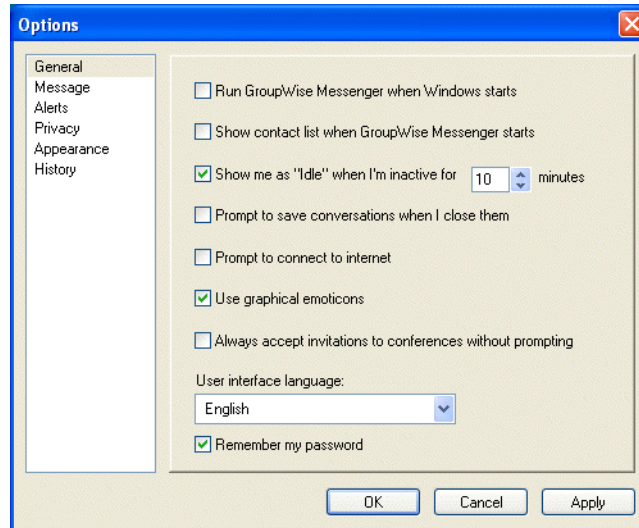 Options
General
Message
Alerts
Privacy
Appearance
History
Run GroupWise Messenger when Windows starts
Show contact list when GroupWise Messenger starts
Show me as "Idle" when I'm inactive for 10 minutes
Prompt to save conversations when I close them
Prompt to connect to internet
Use graphical emoticons
Always accept invitations to conferences without prompting
User interface language:
English
Remember my password
OK Cancel Apply